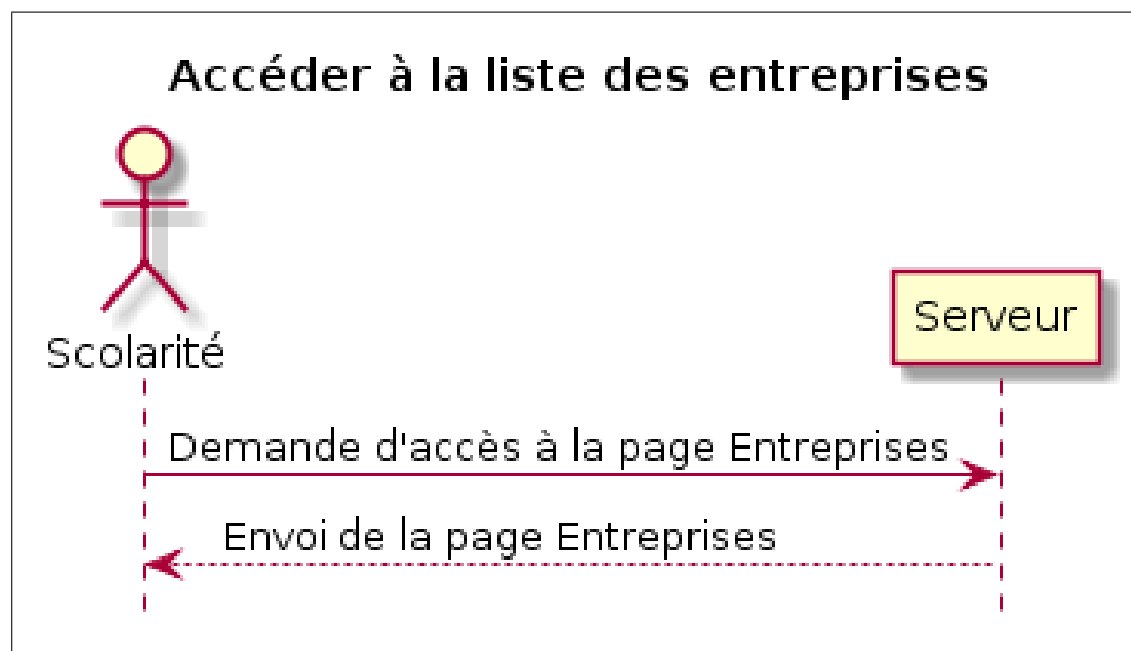 Accéder à la liste des entreprises
Scolarité
Serveur
Demande d'accès à la page Entreprises
Envoi de la page Entreprises